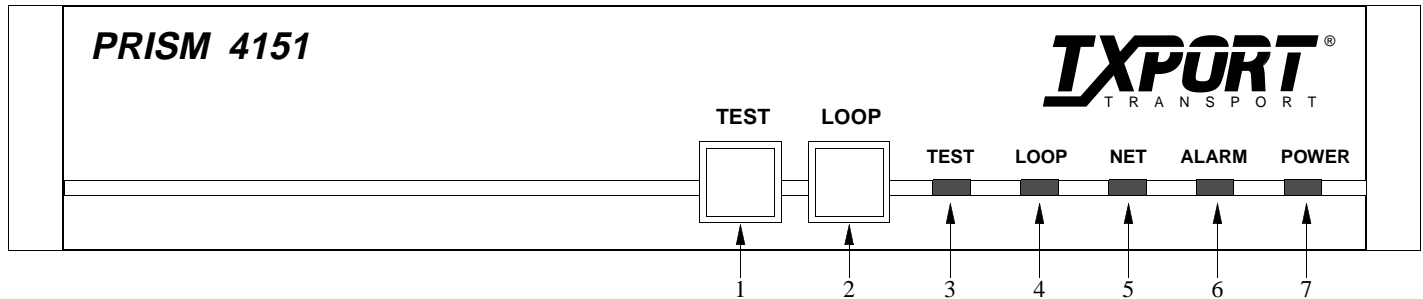 PRISM 4151
TXPORT ®
TRANSPORT
TEST LOOP
TEST LOOP NET ALARM POWER
1 2 3 4 5 6 7